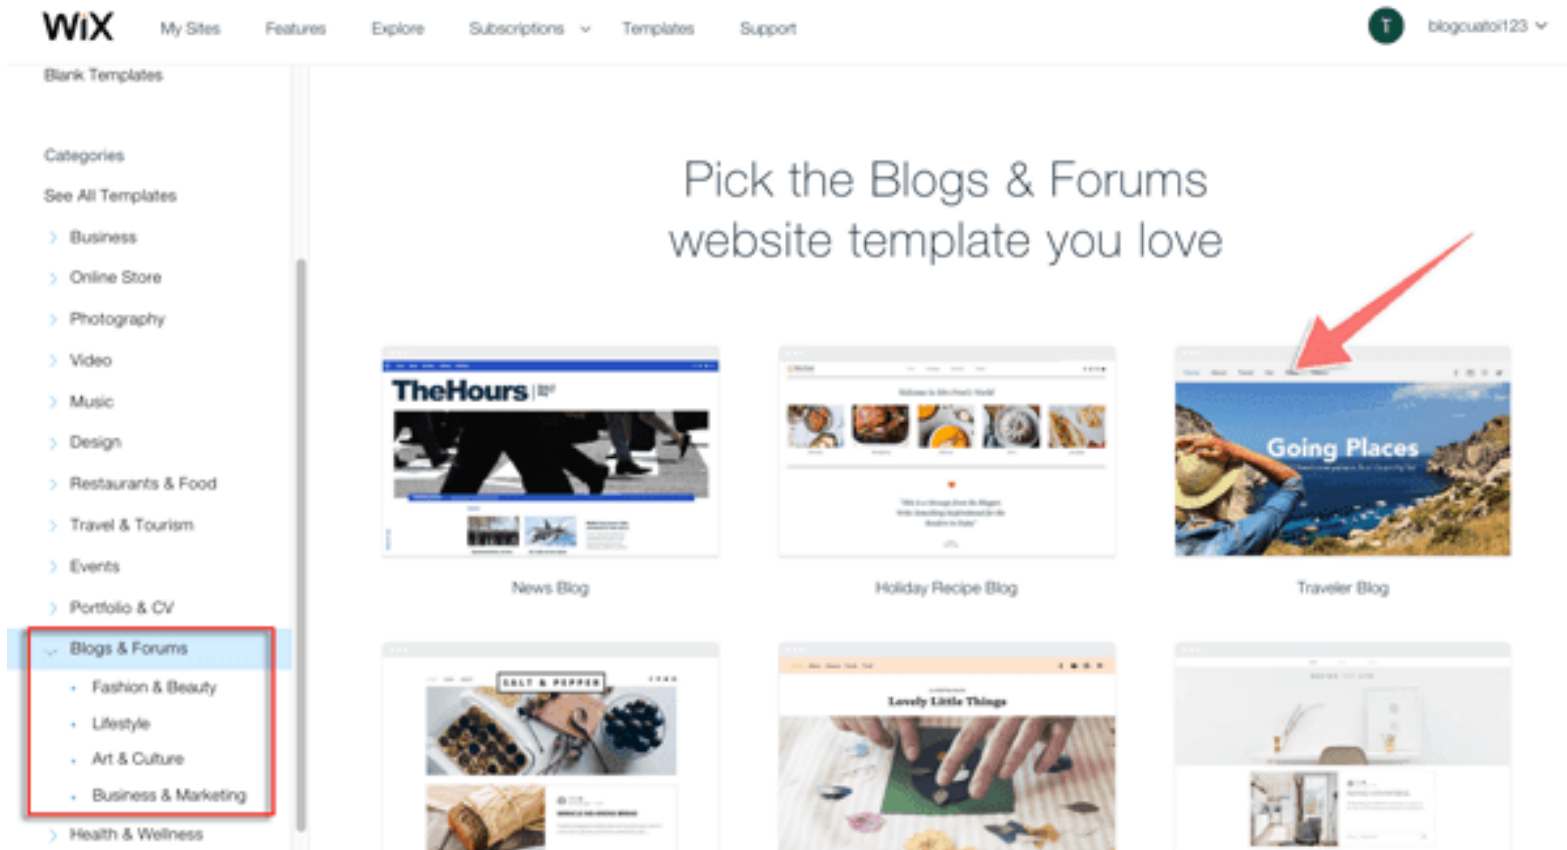 WiX
My Sites
Features
Explore
Subscriptions
Templates
Support
T
blogcuatoi123
Blank Templates
Categories
See All Templates
Business
Online Store
Photography
Video
Music
Design
Restaurants & Food
Travel & Tourism
Events
Portfolio & CV
Blogs & Forums
Fashion & Beauty
Lifestyle
Art & Culture
Business & Marketing
Health & Wellness
Pick the Blogs & Forums
website template you love
TheHours
News Blog
Holiday Recipe Blog
Going Places
Traveler Blog
SALT & PEPPER
Lovely Little Things